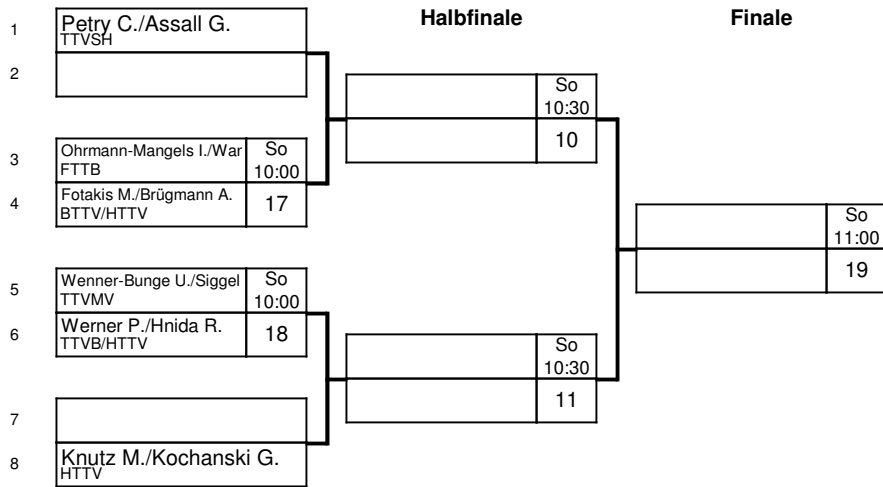 Halbfinale
Finale
1
Petry C./Assall G.
TTVSH
2
So
10:30
10
3
Ohrmann-Mangels I./War
FTTB
So
10:00
4
Fotakis M./Brügmann A.
BTTV/HTTV
17
So
11:00
19
5
Wenner-Bunge U./Siggel
TTVMV
So
10:00
6
Werner P./Hnida R.
TTVB/HTTV
18
So
10:30
11
7
8
Knutz M./Kochanski G.
HTTV